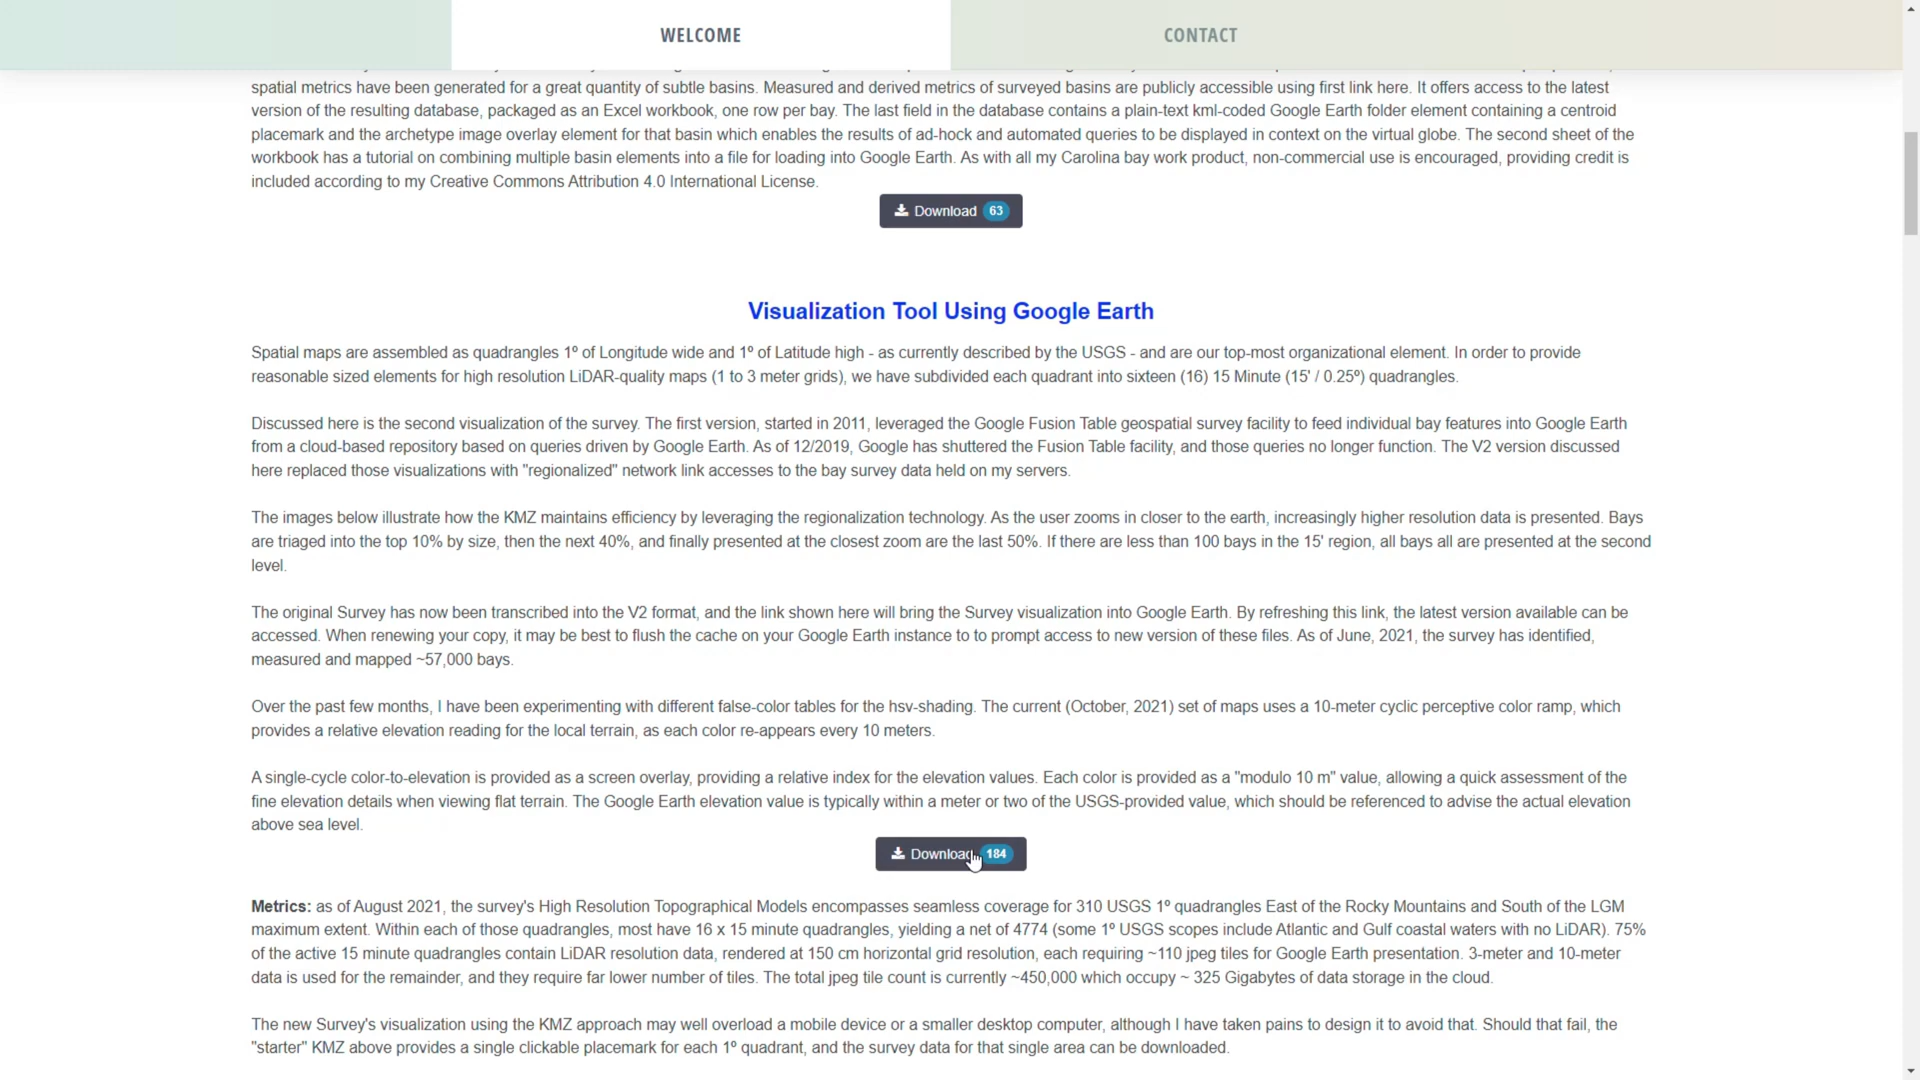 WELCOME
CONTACT
spatial metrics have been generated for a great quantity of subtle basins. Measured and derived metrics of surveyed basins are publicly accessible using first link here. It offers access to the latest
version of the resulting database, packaged as an Excel workbook, one row per bay. The last field in the database contains a plain-text kml-coded Google Earth folder element containing a centroid
placemark and the archetype image overlay element for that basin which enables the results of ad-hock and automated queries to be displayed in context on the virtual globe. The second sheet of the
workbook has a tutorial on combining multiple basin elements into a file for loading into Google Earth. As with all my Carolina bay work product, non-commercial use is encouraged, providing credit is
included according to my Creative Commons Attribution 4.0 International License.
Download 63
Visualization Tool Using Google Earth
Spatial maps are assembled as quadrangles 1º of Longitude wide and 1º of Latitude high - as currently described by the USGS - and are our top-most organizational element. In order to provide
reasonable sized elements for high resolution LiDAR-quality maps (1 to 3 meter grids), we have subdivided each quadrant into sixteen (16) 15 Minute (15' / 0.25º) quadrangles.
Discussed here is the second visualization of the survey. The first version, started in 2011, leveraged the Google Fusion Table geospatial survey facility to feed individual bay features into Google Earth
from a cloud-based repository based on queries driven by Google Earth. As of 12/2019, Google has shuttered the Fusion Table facility, and those queries no longer function. The V2 version discussed
here replaced those visualizations with "regionalized" network link accesses to the bay survey data held on my servers.
The images below illustrate how the KMZ maintains efficiency by leveraging the regionalization technology. As the user zooms in closer to the earth, increasingly higher resolution data is presented. Bays
are triaged into the top 10% by size, then the next 40%, and finally presented at the closest zoom are the last 50%. If there are less than 100 bays in the 15' region, all bays all are presented at the second
level.
The original Survey has now been transcribed into the V2 format, and the link shown here will bring the Survey visualization into Google Earth. By refreshing this link, the latest version available can be
accessed. When renewing your copy, it may be best to flush the cache on your Google Earth instance to to prompt access to new version of these files. As of June, 2021, the survey has identified,
measured and mapped ~57,000 bays.
Over the past few months, I have been experimenting with different false-color tables for the hsv-shading. The current (October, 2021) set of maps uses a 10-meter cyclic perceptive color ramp, which
provides a relative elevation reading for the local terrain, as each color re-appears every 10 meters.
A single-cycle color-to-elevation is provided as a screen overlay, providing a relative index for the elevation values. Each color is provided as a "modulo 10 m" value, allowing a quick assessment of the
fine elevation details when viewing flat terrain. The Google Earth elevation value is typically within a meter or two of the USGS-provided value, which should be referenced to advise the actual elevation
above sea level.
Download 184
Metrics: as of August 2021, the survey's High Resolution Topographical Models encompasses seamless coverage for 310 USGS 1º quadrangles East of the Rocky Mountains and South of the LGM
maximum extent. Within each of those quadrangles, most have 16 x 15 minute quadrangles, yielding a net of 4774 (some 1º USGS scopes include Atlantic and Gulf coastal waters with no LiDAR). 75%
of the active 15 minute quadrangles contain LiDAR resolution data, rendered at 150 cm horizontal grid resolution, each requiring ~110 jpeg tiles for Google Earth presentation. 3-meter and 10-meter
data is used for the remainder, and they require far lower number of tiles. The total jpeg tile count is currently ~450,000 which occupy ~ 325 Gigabytes of data storage in the cloud.
The new Survey's visualization using the KMZ approach may well overload a mobile device or a smaller desktop computer, although I have taken pains to design it to avoid that. Should that fail, the
"starter" KMZ above provides a single clickable placemark for each 1º quadrant, and the survey data for that single area can be downloaded.